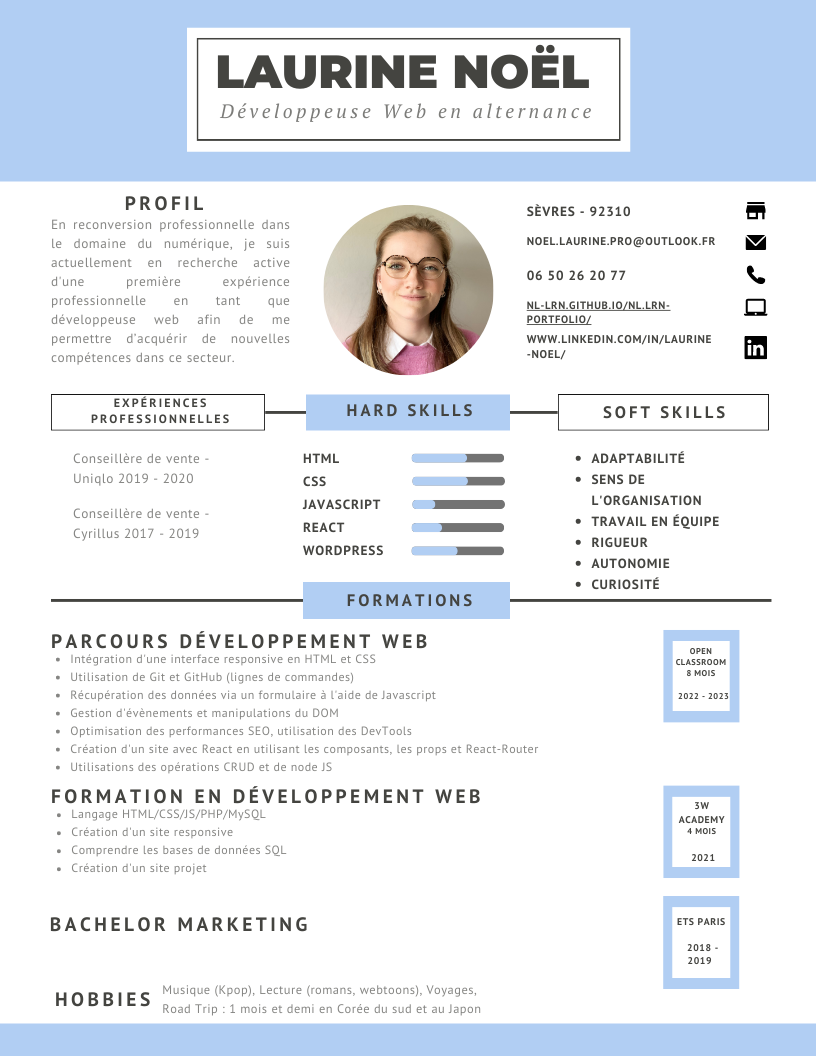 LAURINE NOËL
Développeuse Web en alternance
PROFIL
En reconversion professionnelle dans
le domaine du numérique, je suis
actuellement en recherche active
d'une première expérience
professionnelle en tant que
développeuse web afin de me
permettre d'acquérir de nouvelles
compétences dans ce secteur.
SÈVRES - 92310
NOEL.LAURINE.PRO@OUTLOOK.FR
06 50 26 20 77
NL-LRN.GITHUB.IO/NL.LRN-
PORTFOLIO/
WWW.LINKEDIN.COM/IN/LAURINE
-NOEL/
EXPÉRIENCES
PROFESSIONNELLES
Conseillère de vente -
Uniqlo 2019 - 2020
Conseillère de vente -
Cyrillus 2017 - 2019
HARD SKILLS
HTML
CSS
JAVASCRIPT
REACT
WORDPRESS
SOFT SKILLS
• ADAPTABILITÉ
• SENS DE
L'ORGANISATION
• TRAVAIL EN ÉQUIPE
• RIGUEUR
• AUTONOMIE
• CURIOSITÉ
FORMATIONS
PARCOURS DÉVELOPPEMENT WEB
• Intégration d'une interface responsive en HTML et CSS
• Utilisation de Git et GitHub (lignes de commandes)
• Récupération des données via un formulaire à l'aide de Javascript
• Gestion d'évènements et manipulations du DOM
• Optimisation des performances SEO, utilisation des DevTools
• Création d'un site avec React en utilisant les composants, les props et React-Router
• Utilisations des opérations CRUD et de node JS
OPEN
CLASSROOM
8 MOIS
2022 - 2023
FORMATION EN DÉVELOPPEMENT WEB
• Langage HTML/CSS/JS/PHP/MySQL
• Création d'un site responsive
• Comprendre les bases de données SQL
• Création d'un site projet
3W
ACADEMY
4 MOIS
2021
BACHELOR MARKETING
ETS PARIS
2018 -
2019
HOBBIES
Musique (Kpop), Lecture (romans, webtoons), Voyages,
Road Trip : 1 mois et demi en Corée du sud et au Japon